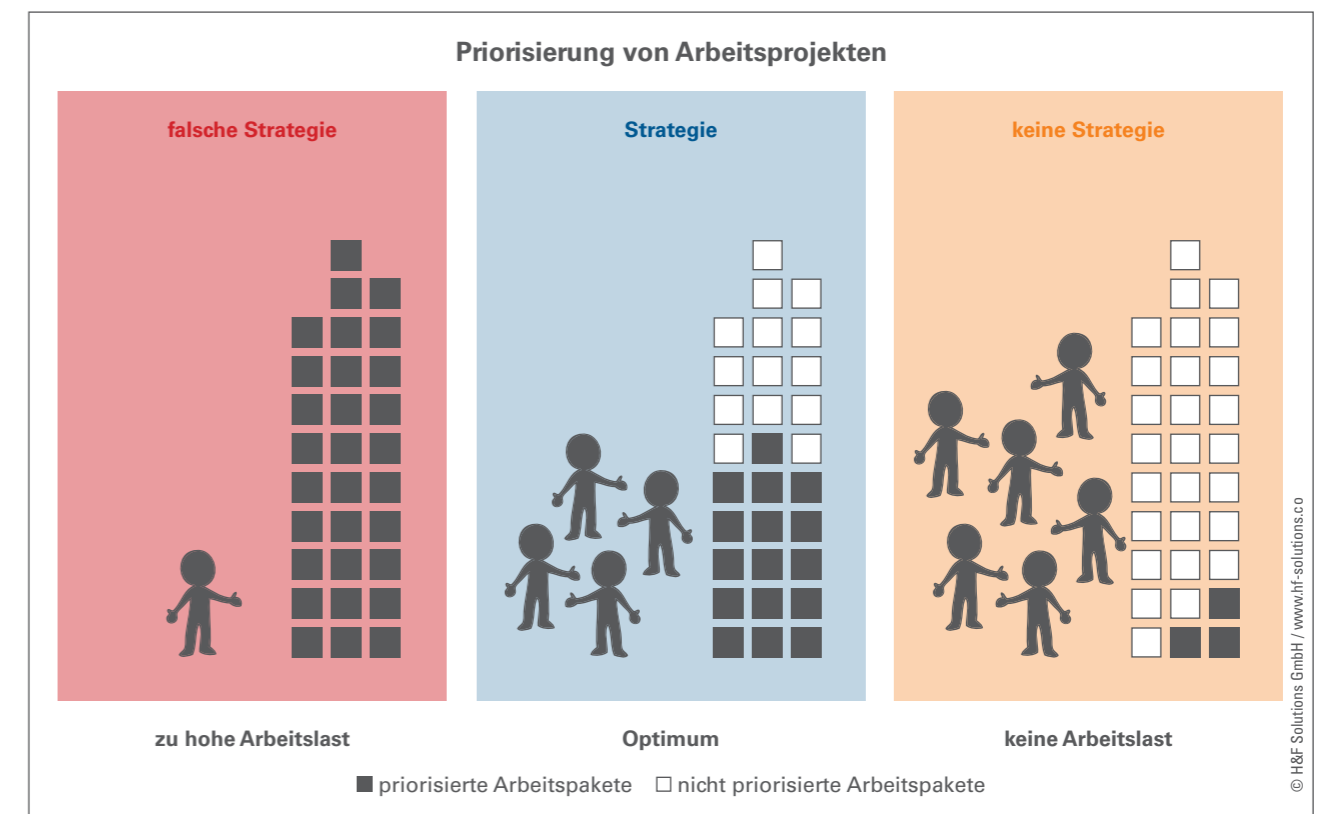 Priorisierung von Arbeitsprojekten
falsche Strategie
Strategie
keine Strategie
zu hohe Arbeitslast
Optimum
keine Arbeitslast
priorisierte Arbeitspakete
nicht priorisierte Arbeitspakete
© H&F Solutions GmbH / www.hf-solutions.co